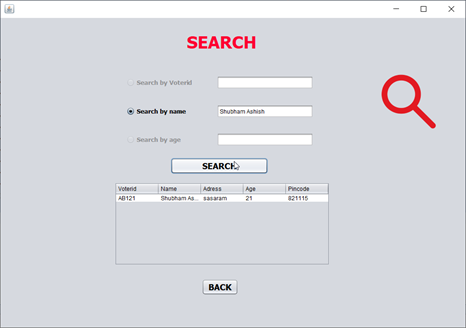 SEARCH
Search by Voterid
Search by name Shubham Ashish
Search by age
SEARCH
VoterId Name Adress Age Pincode
AB121 Shubham As... sasaram 21 821115
BACK